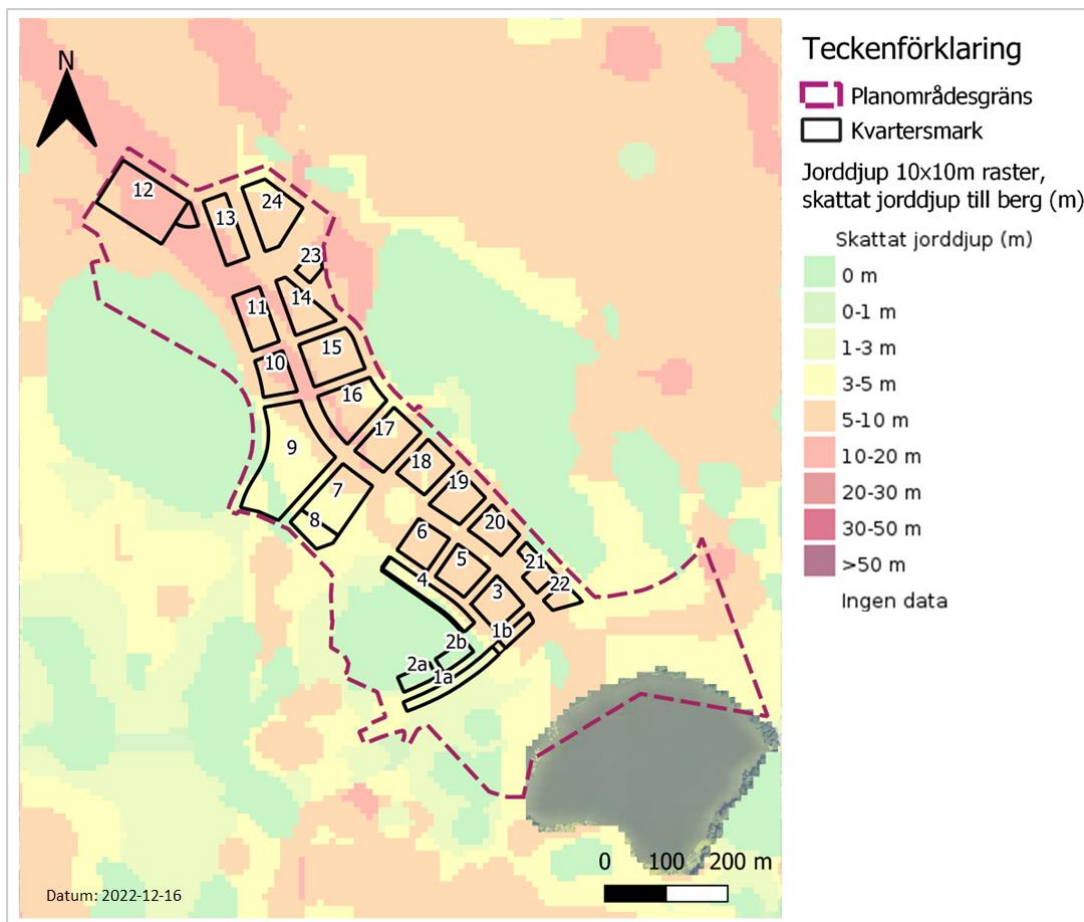 N
12
13
24
23
11
14
10
15
16
9
17
18
7
19
8
20
6
5
21
4
3
22
1b
2b
2a
1a
0 100 200 m
Datum: 2022-12-16
Teckenförklaring
Planområdesgräns
Kvartersmark
Jorddjup 10x10m raster,
skattat jorddjup till berg (m)
Skattat jorddjup (m)
0 m
0-1 m
1-3 m
3-5 m
5-10 m
10-20 m
20-30 m
30-50 m
>50 m
Ingen data